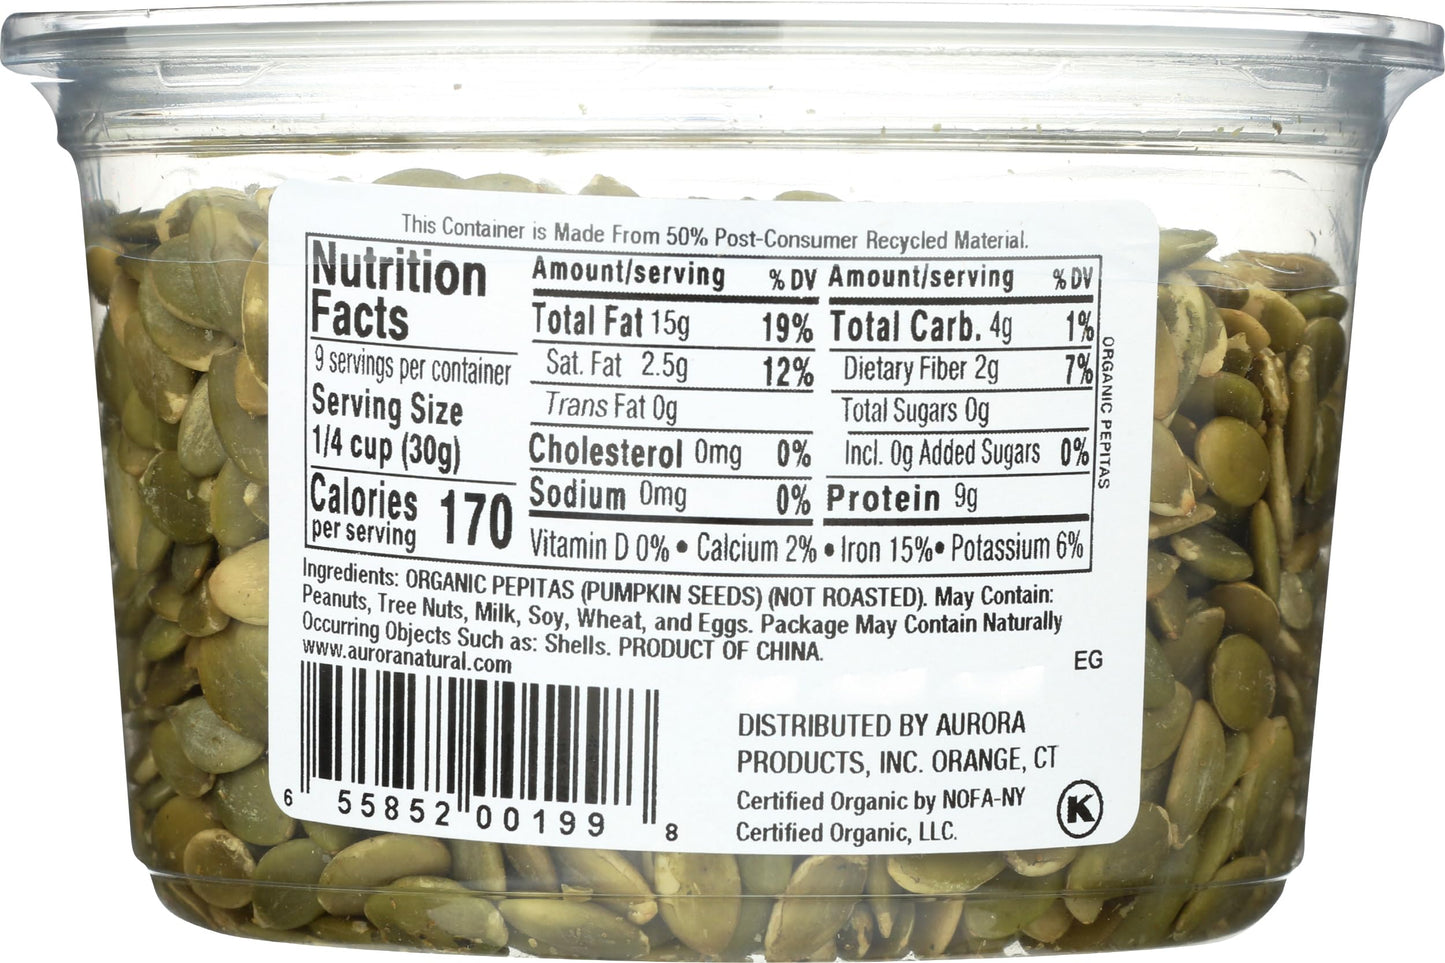 This Container is Made From 50% Post-Consumer Recycled Material.
Nutrition
Facts
9 servings per container
Serving Size
1/4 cup (30g)
Calories 170
per serving
Amount/serving % DV
Total Fat 15g 19%
Sat. Fat 2.5g 12%
Trans Fat 0g
Cholesterol 0mg 0%
Sodium 0mg 0%
Amount/serving % DV
Total Carb. 4g 1%
Dietary Fiber 2g 7%
Total Sugars 0g
Incl. 0g Added Sugars 0%
Protein 9g
Vitamin D 0% • Calcium 2% • Iron 15% • Potassium 6%
ORGANIC PEPITAS
Ingredients: ORGANIC PEPITAS (PUMPKIN SEEDS) (NOT ROASTED). May Contain:
Peanuts, Tree Nuts, Milk, Soy, Wheat, and Eggs. Package May Contain Naturally
Occurring Objects Such as: Shells. PRODUCT OF CHINA.
www.auroranatural.com
EG
6 55852 00199 8
DISTRIBUTED BY AURORA
PRODUCTS, INC. ORANGE, CT
Certified Organic by NOFA-NY
Certified Organic, LLC.
K